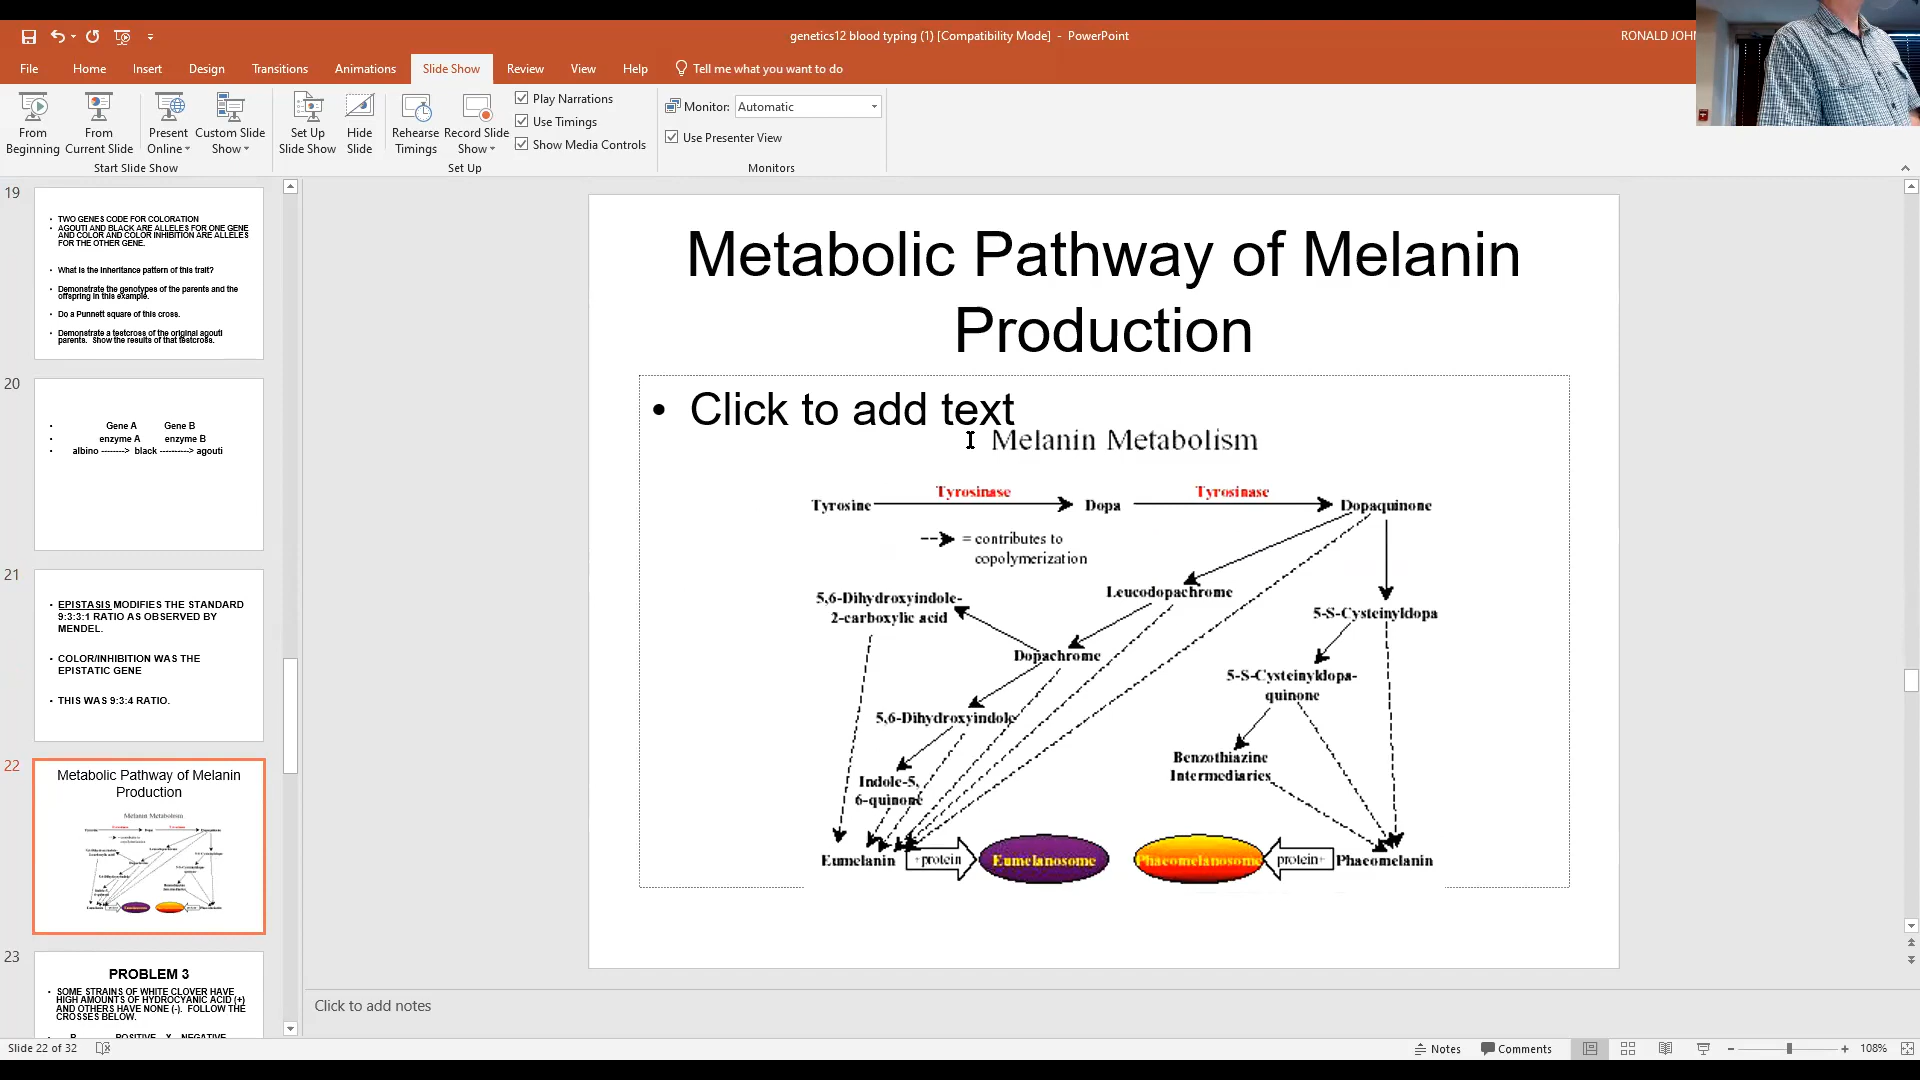 genetics12 blood typing (1) [Compatibility Mode] - PowerPoint
RONALD JOHN
File Home Insert Design Transitions Animations Slide Show Review View Help Tell me what you want to do
From Beginning
From Current Slide
Present Online
Custom Slide Show
Start Slide Show
Set Up Slide Show
Hide Slide
Rehearse Timings
Record Slide Show
Play Narrations
Use Timings
Show Media Controls
Set Up
Monitor: Automatic
Use Presenter View
Monitors
19
• TWO GENES CODE FOR COLORATION
• AGOUTI AND BLACK ARE ALLELES FOR ONE GENE
AND COLOR AND COLOR INHIBITION ARE ALLELES
FOR THE OTHER GENE.
• What is the inheritance pattern of this trait?
• Demonstrate the genotypes of the parents and the
offspring in this example.
• Do a Punnett square of this cross.
• Demonstrate a testcross of the original agouti
parents. Show the results of that testcross.
20
• Gene A Gene B
• enzyme A enzyme B
• albino --------> black ----------> agouti
21
• EPISTASIS MODIFIES THE STANDARD
9:3:3:1 RATIO AS OBSERVED BY
MENDEL.
• COLOR/INHIBITION WAS THE
EPISTATIC GENE
• THIS WAS 9:3:4 RATIO.
22
Metabolic Pathway of Melanin
Production
Melanin Metabolism
23
PROBLEM 3
• SOME STRAINS OF WHITE CLOVER HAVE
HIGH AMOUNTS OF HYDROCYANIC ACID (+)
AND OTHERS HAVE NONE (-). FOLLOW THE
CROSSES BELOW.
• P POSITIVE X NEGATIVE
Metabolic Pathway of Melanin
Production
• Click to add text
Melanin Metabolism
Tyrosinase Tyrosinase
Tyrosine Dopa Dopaquinone
= contributes to
copolymerization
Leucodopachrome
5,6-Dihydroxyindole-
2-carboxylic acid
5-S-Cysteinyldopa
Dopachrome
5-S-Cysteinyldopa-
quinone
5,6-Dihydroxyindole
Benzothiazine
Intermediaries
Indole-5,
6-quinone
Eumelanin +protein Eumelanosome Phaeomelanosome protein+ Phaeomelanin
Click to add notes
Slide 22 of 32
Notes Comments 108%